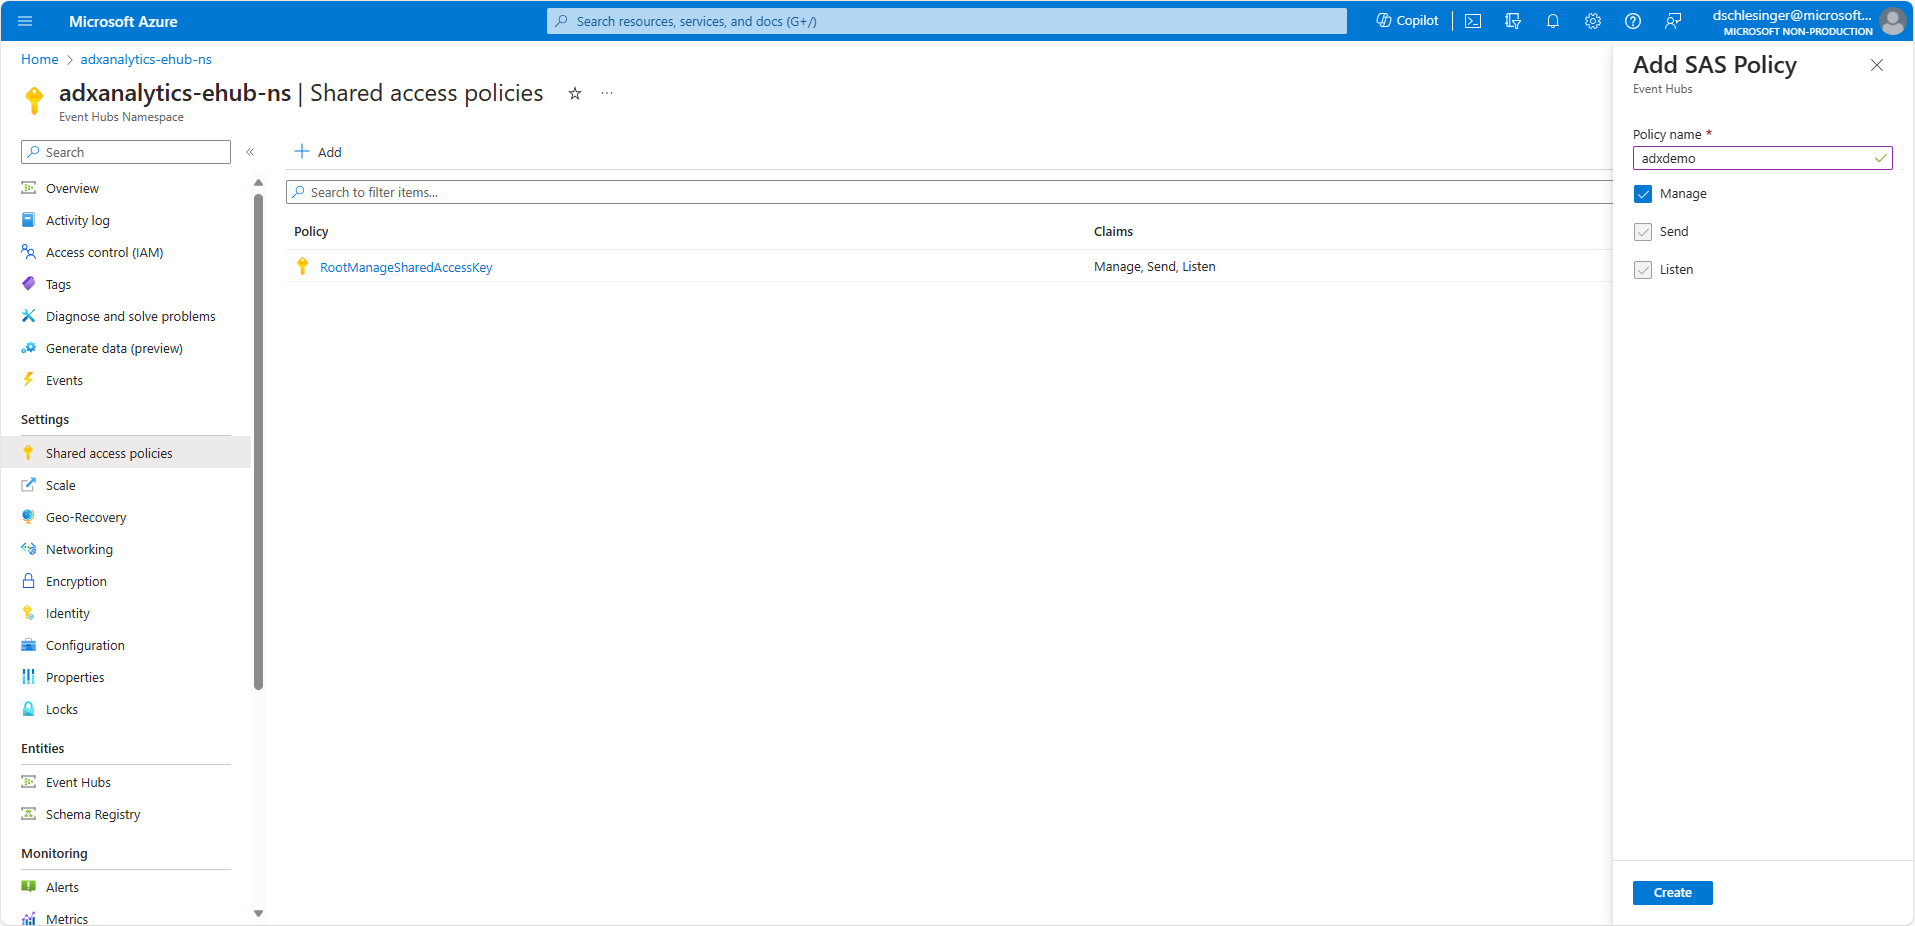 Microsoft Azure
Search resources, services, and docs (G+/)
Copilot
dschlesinger@microsoft...
MICROSOFT NON-PRODUCTION
Home > adxanalytics-ehub-ns
adxanalytics-ehub-ns | Shared access policies
Event Hubs Namespace
Search
Overview
Activity log
Access control (IAM)
Tags
Diagnose and solve problems
Generate data (preview)
Events
Settings
Shared access policies
Scale
Geo-Recovery
Networking
Encryption
Identity
Configuration
Properties
Locks
Entities
Event Hubs
Schema Registry
Monitoring
Alerts
Metrics
Add
Search to filter items...
Policy Claims
RootManageSharedAccessKey Manage, Send, Listen
Add SAS Policy
Event Hubs
Policy name *
adxdemo
Manage
Send
Listen
Create